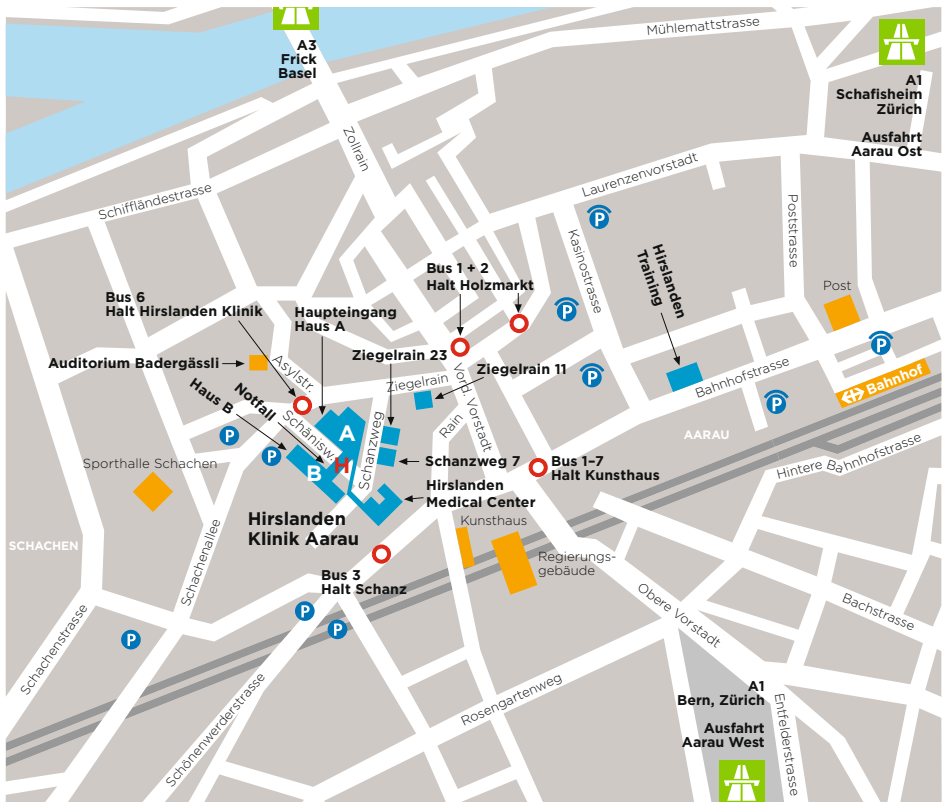 Mühlemattstrasse
A3
Frick
Basel
A1
Schafisheim
Zürich
Ausfahrt
Aarau Ost
Zollrain
Laurenzenvorstadt
Schiffländestrasse
P
Kasinostrasse
Poststrasse
Hirslanden
Training
Bus 1 + 2
Halt Holzmarkt
Post
Bus 6
Halt Hirslanden Klinik
Haupteingang
Haus A
P
P
Auditorium Badergässli
Asylstr.
Ziegelrain 23
Ziegelrain 11
Ziegelrain
P
Bahnhofstrasse
Bahnhof
P
Haus B
Notfall
Schänisw.
A
Schanzweg
Rain
Vord. Vorstadt
AARAU
P
P
B
H
Schanzweg 7
Bus 1–7
Halt Kunsthaus
Hintere Bahnhofstrasse
Sporthalle Schachen
Hirslanden
Medical Center
Hirslanden
Klinik Aarau
Kunsthaus
SCHACHEN
Schachenallee
Regierungs-
gebäude
Bus 3
Halt Schanz
P
P
P
Obere Vorstadt
Bachstrasse
Schachenstrasse
Schönenwerderstrasse
Rosengartenweg
A1
Bern, Zürich
Ausfahrt
Aarau West
Entfelderstrasse